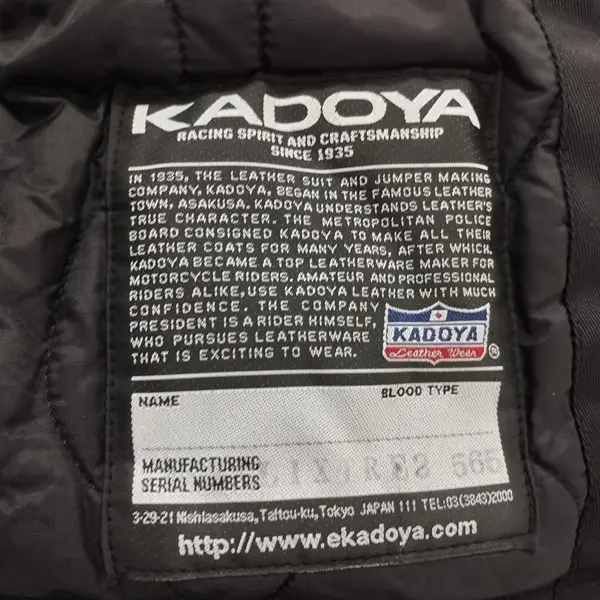 KADOYA
RACING SPIRIT AND CRAFTSMANSHIP
SINCE 1935
IN 1935, THE LEATHER SUIT AND JUMPER MAKING
COMPANY, KADOYA, BEGAN IN THE FAMOUS LEATHER
TOWN, ASAKUSA. KADOYA UNDERSTANDS LEATHER'S
TRUE CHARACTER. THE METROPOLITAN POLICE
BOARD CONSIGNED KADOYA TO MAKE ALL THEIR
LEATHER COATS FOR MANY YEARS, AFTER WHICH,
KADOYA BECAME A TOP LEATHERWARE MAKER FOR
MOTORCYCLE RIDERS. AMATEUR AND PROFESSIONAL
RIDERS ALIKE, USE KADOYA LEATHER WITH MUCH
CONFIDENCE. THE COMPANY
PRESIDENT IS A RIDER HIMSELF,
WHO PURSUES LEATHERWARE
THAT IS EXCITING TO WEAR.
KADOYA
Leather Wear ®
NAME
BLOOD TYPE
MANUFACTURING
SERIAL NUMBERS
565
3-29-21 Nishiasakusa, Taitou-ku, Tokyo JAPAN 111 TEL:03(3843)2000
http://www.ekadoya.com